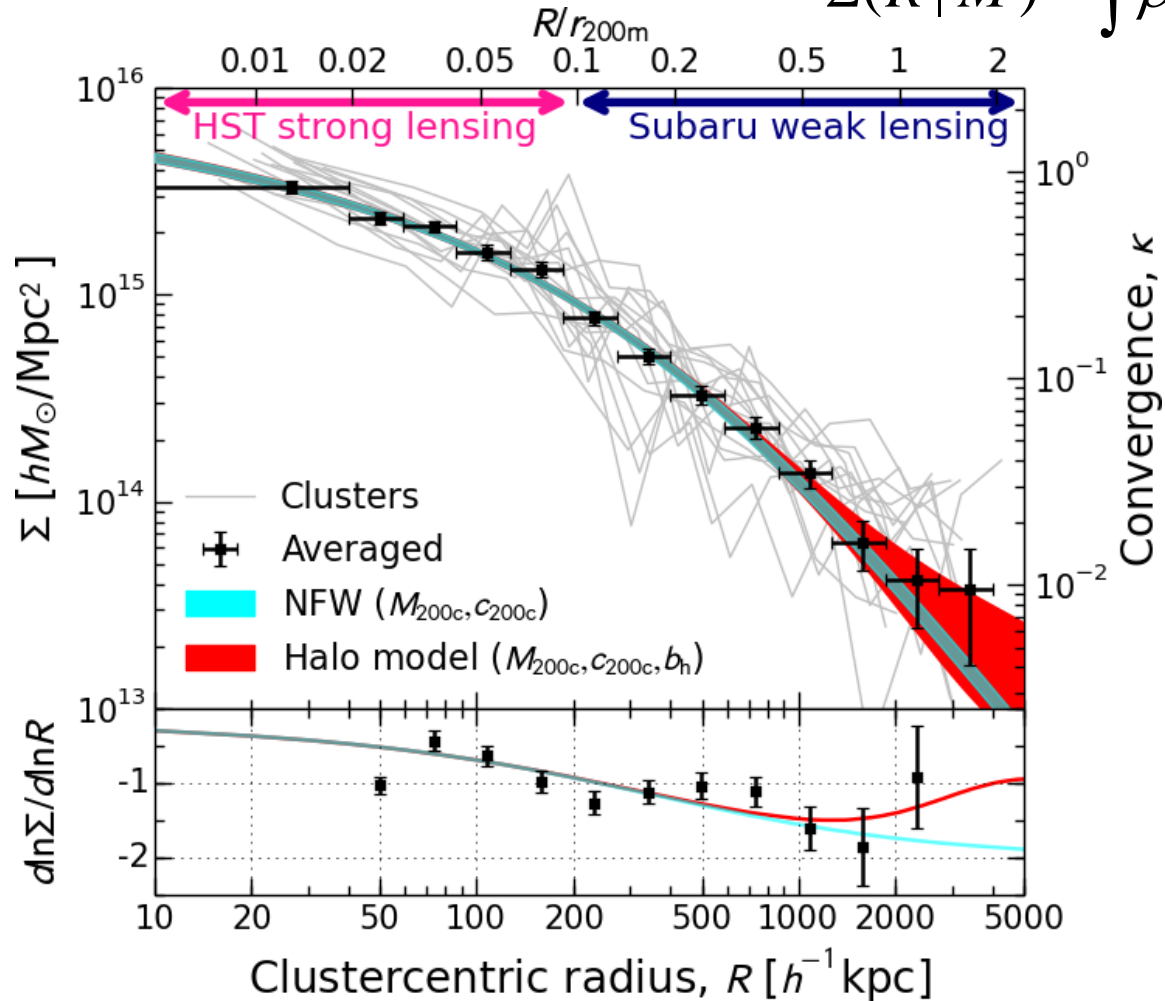 Σ(R|M) ∫ρ
R/r200m
0.01 0.02 0.05 0.1 0.2 0.5 1 2
HST strong lensing
Subaru weak lensing
10^16
10^15
10^14
10^13
Σ [hM⊙/Mpc²]
10^0
10^−1
10^−2
Convergence, κ
Clusters
Averaged
NFW (M200c,c200c)
Halo model (M200c,c200c,bh)
dlnΣ/dlnR
-1
-2
10 20 50 100 200 500 1000 2000 5000
Clustercentric radius, R [h⁻¹kpc]